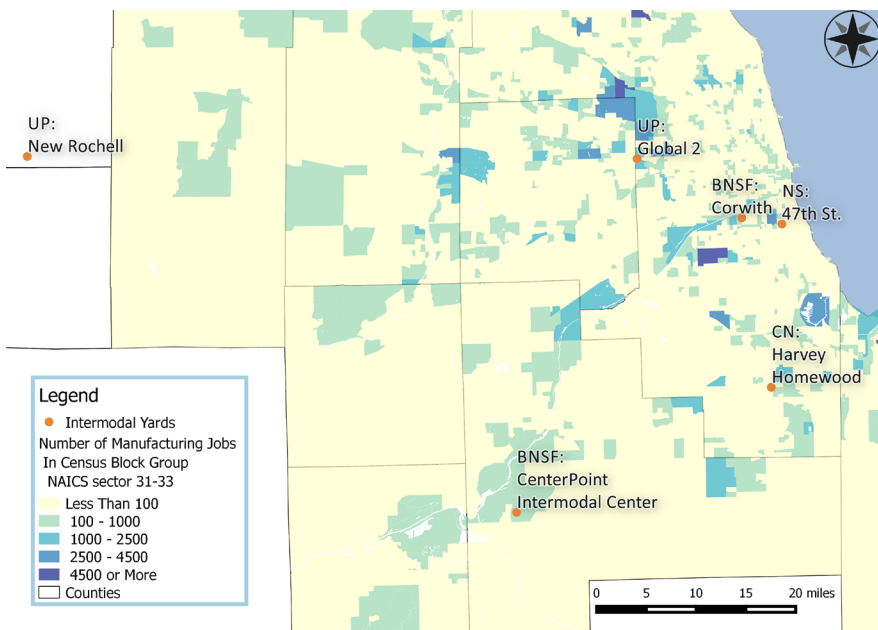 UP:
New Rochell
UP:
Global 2
BNSF:
Corwith
NS:
47th St.
CN:
Harvey
Homewood
BNSF:
CenterPoint
Intermodal Center
Legend
Intermodal Yards
Number of Manufacturing Jobs
In Census Block Group
NAICS sector 31-33
Less Than 100
100 - 1000
1000 - 2500
2500 - 4500
4500 or More
Counties
0 5 10 15 20 miles